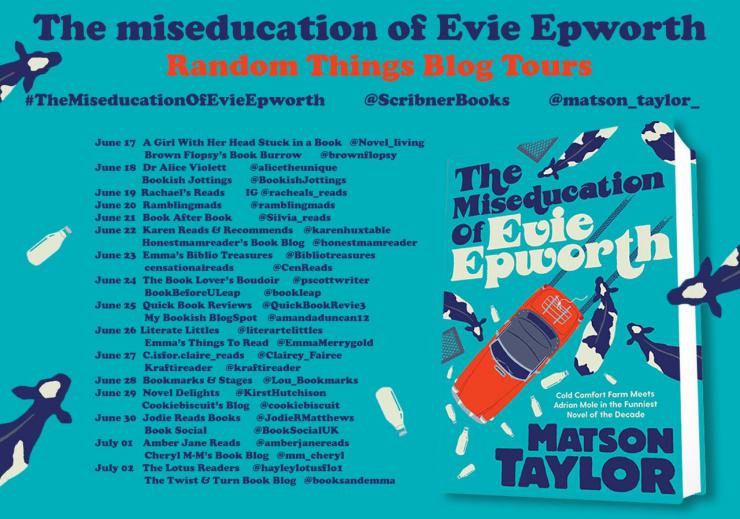 The miseducation of Evie Epworth
Random Things Blog Tours
#TheMiseducationOfEvieEpworth @ScribnerBooks @matson_taylor_
June 17 A Girl With Her Head Stuck in a Book @Novel_living
Brown Flopsy's Book Burrow @brownflopsy
June 18 Dr Alice Violett @alicetheunique
Bookish Jottings @BookishJottings
June 19 Rachael's Reads IG @racheals_reads
June 20 Ramblingmads @ramblingmads
June 21 Book After Book @Silvia_reads
June 22 Karen Reads & Recommends @karenhuxtable
Honestmamreader's Book Blog @honestmamreader
June 23 Emma's Biblio Treasures @Bibliotreasures
censationalreads @CenReads
June 24 The Book Lover's Boudoir @pscottwriter
BookBeforeULeap @bookleap
June 25 Quick Book Reviews @QuickBookRevie3
My Bookish BlogSpot @amandaduncan12
June 26 Literate Littles @literartelittles
Emma's Things To Read @EmmaMerrygold
June 27 C.isfor.claire_reads @Clairey_Fairee
Kraftireader @kraftireader
June 28 Bookmarks & Stages @Lou_Bookmarks
June 29 Novel Delights @KirstHutchison
Cookiebiscuit's Blog @cookiebiscuit
June 30 Jodie Reads Books @JodieRMatthews
Book Social @BookSocialUK
July 01 Amber Jane Reads @amberjanereads
Cheryl M-M's Book Blog @mm_cheryl
July 02 The Lotus Readers @hayleylotusflo1
The Twist & Turn Book Blog @booksandemma
The
Miseducation
Of Evie
Epworth
Cold Comfort Farm Meets
Adrian Mole in the Funniest
Novel of the Decade
MATSON
TAYLOR